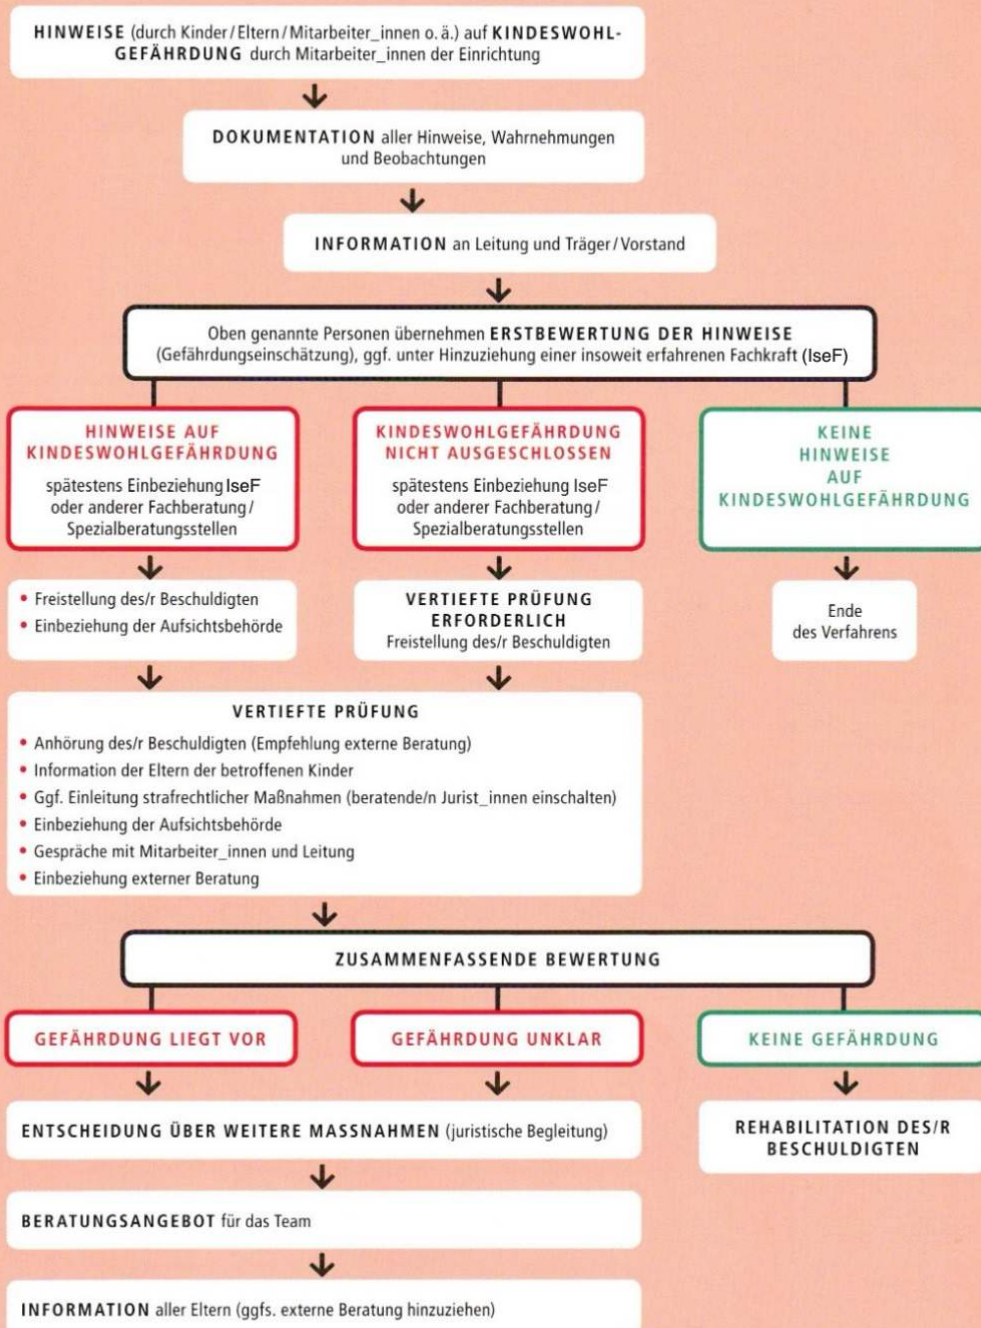 HINWEISE (durch Kinder/Eltern/Mitarbeiter_innen o. ä.) auf KINDESWOHL-
GEFÄHRDUNG durch Mitarbeiter_innen der Einrichtung
DOKUMENTATION aller Hinweise, Wahrnehmungen
und Beobachtungen
INFORMATION an Leitung und Träger/Vorstand
Oben genannte Personen übernehmen ERSTBEWERTUNG DER HINWEISE
(Gefährdungseinschätzung), ggf. unter Hinzuziehung einer insoweit erfahrenen Fachkraft (IseF)
HINWEISE AUF
KINDESWOHLGEFÄHRDUNG
spätestens Einbeziehung IseF
oder anderer Fachberatung/
Spezialberatungsstellen
KINDESWOHLGEFÄHRDUNG
NICHT AUSGESCHLOSSEN
spätestens Einbeziehung IseF
oder anderer Fachberatung/
Spezialberatungsstellen
KEINE
HINWEISE
AUF
KINDESWOHLGEFÄHRDUNG
• Freistellung des/r Beschuldigten
• Einbeziehung der Aufsichtsbehörde
VERTIEFTE PRÜFUNG
ERFORDERLICH
Freistellung des/r Beschuldigten
Ende
des Verfahrens
VERTIEFTE PRÜFUNG
• Anhörung des/r Beschuldigten (Empfehlung externe Beratung)
• Information der Eltern der betroffenen Kinder
• Ggf. Einleitung strafrechtlicher Maßnahmen (beratende/n Jurist_innen einschalten)
• Einbeziehung der Aufsichtsbehörde
• Gespräche mit Mitarbeiter_innen und Leitung
• Einbeziehung externer Beratung
ZUSAMMENFASSENDE BEWERTUNG
GEFÄHRDUNG LIEGT VOR
GEFÄHRDUNG UNKLAR
KEINE GEFÄHRDUNG
ENTSCHEIDUNG ÜBER WEITERE MASSNAHMEN (juristische Begleitung)
REHABILITATION DES/R
BESCHULDIGTEN
BERATUNGSANGEBOT für das Team
INFORMATION aller Eltern (ggfs. externe Beratung hinzuziehen)